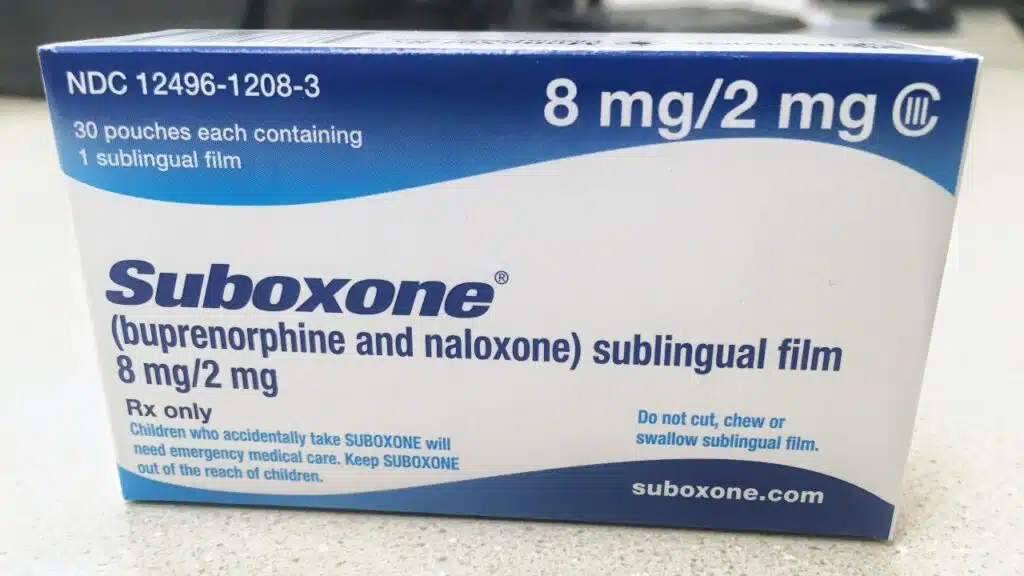 NDC 12496-1208-3
8 mg/2 mg CIII
30 pouches each containing
1 sublingual film
Suboxone®
(buprenorphine and naloxone) sublingual film
8 mg/2 mg
Rx only
Children who accidentally take SUBOXONE will
need emergency medical care. Keep SUBOXONE
out of the reach of children.
Do not cut, chew or
swallow sublingual film.
suboxone.com